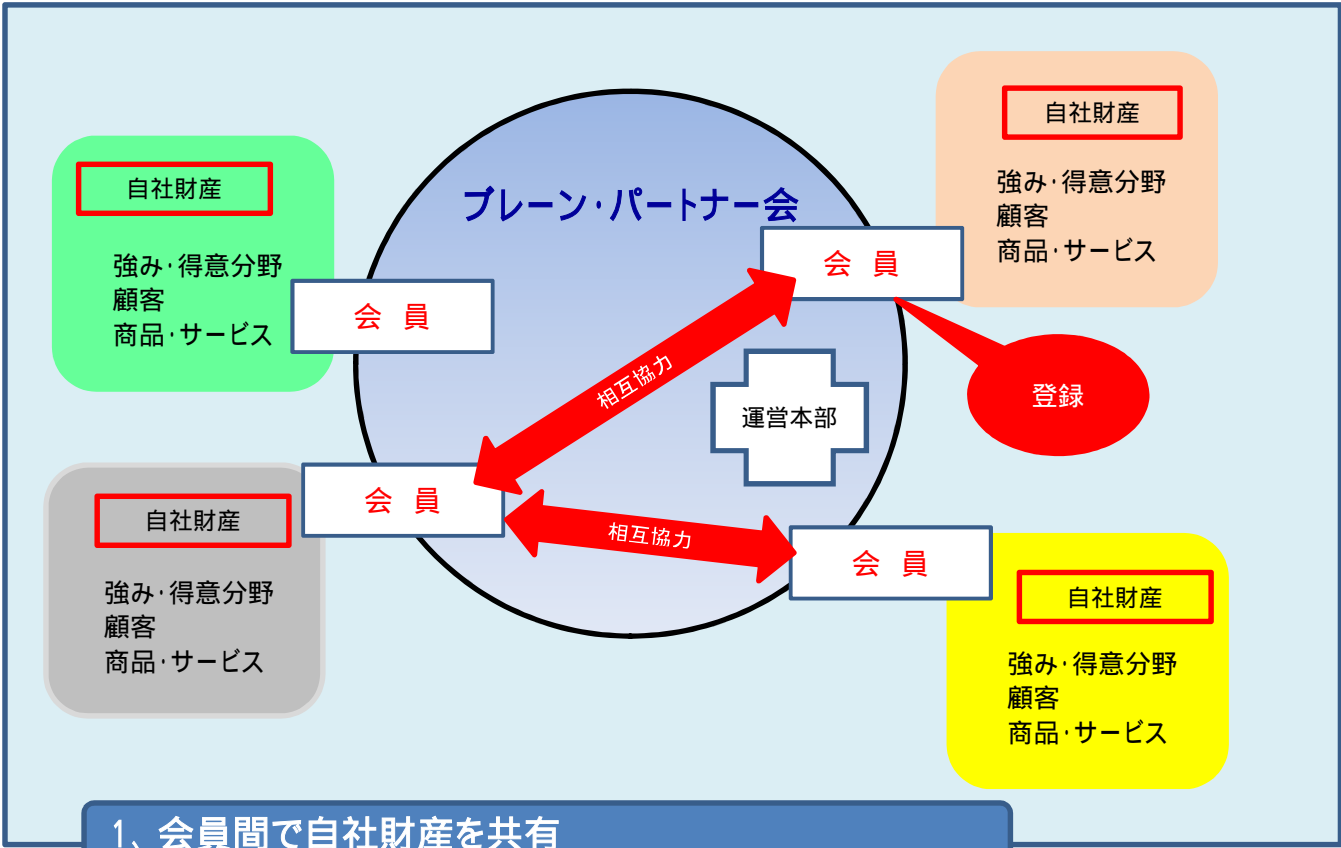 ブレーン・パートナー会
自社財産
強み・得意分野
顧客
商品・サービス
会 員
自社財産
強み・得意分野
顧客
商品・サービス
会 員
相互協力
登録
運営本部
会 員
自社財産
強み・得意分野
顧客
商品・サービス
相互協力
会 員
自社財産
強み・得意分野
顧客
商品・サービス
1、会員間で自社財産を共有